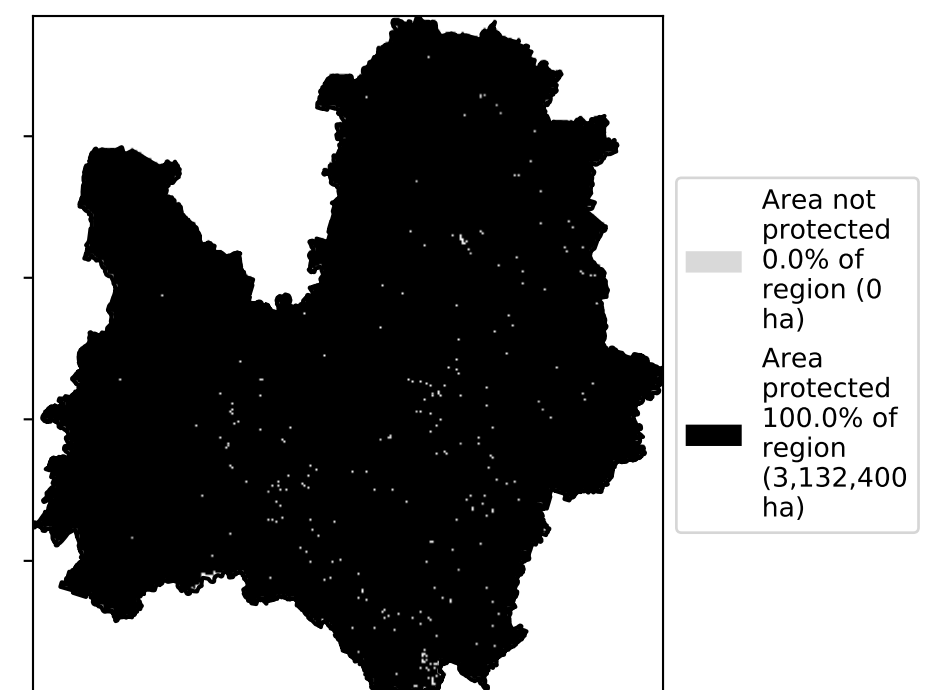 Area not
protected
0.0% of
region (0
ha)
Area
protected
100.0% of
region
(3,132,400
ha)